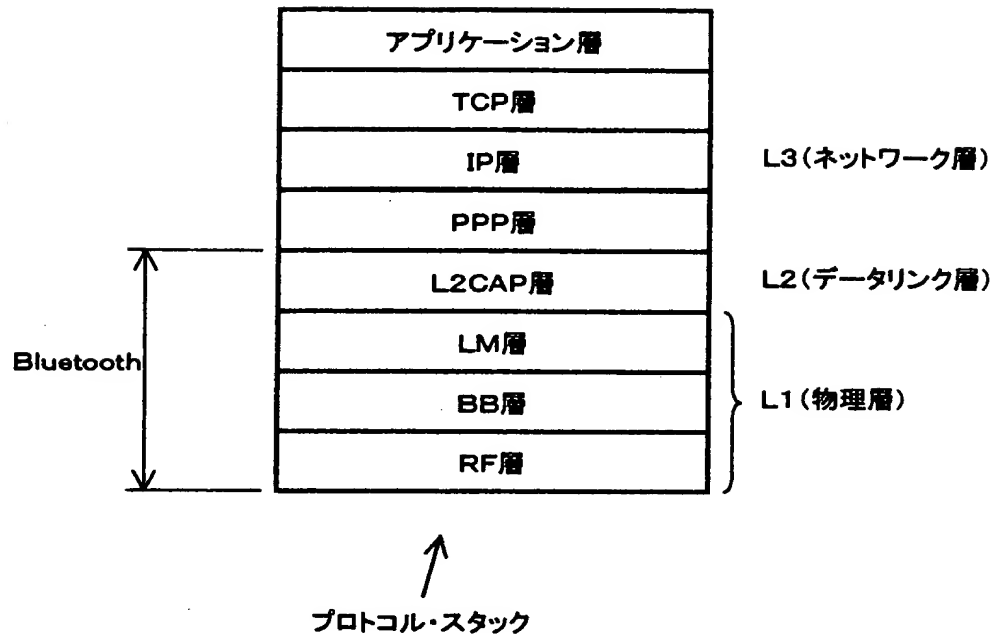 アプリケーション層
TCP層
IP層
L3(ネットワーク層)
PPP層
L2CAP層
L2(データリンク層)
LM層
Bluetooth
BB層
L1(物理層)
RF層
プロトコル・スタック